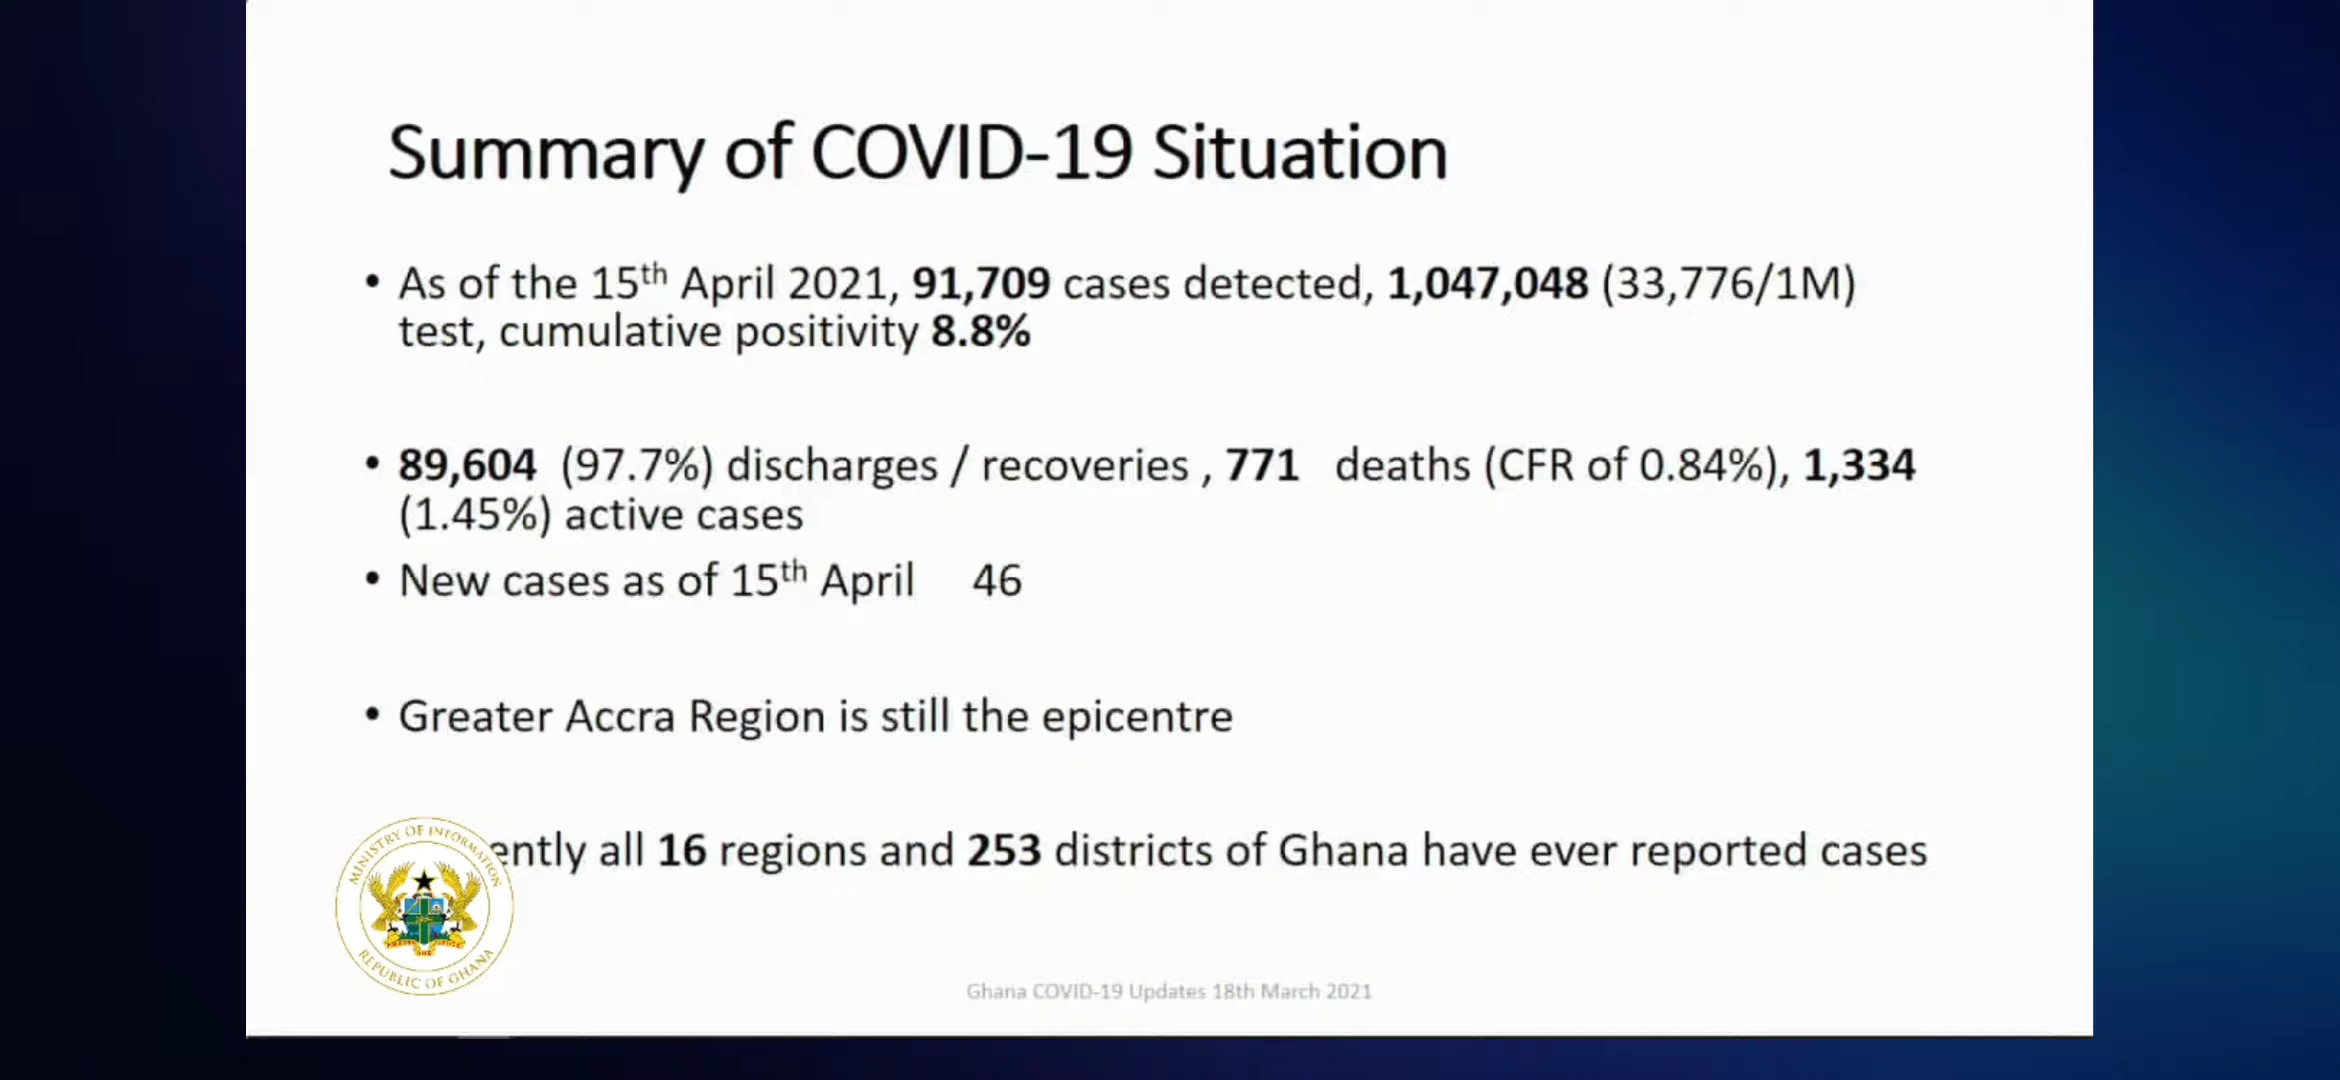 Summary of COVID-19 Situation
• As of the 15th April 2021, 91,709 cases detected, 1,047,048 (33,776/1M)
test, cumulative positivity 8.8%
• 89,604 (97.7%) discharges / recoveries , 771 deaths (CFR of 0.84%), 1,334
(1.45%) active cases
• New cases as of 15th April 46
• Greater Accra Region is still the epicentre
ently all 16 regions and 253 districts of Ghana have ever reported cases
MINISTRY OF INFORMATION
REPUBLIC OF GHANA
Ghana COVID-19 Updates 18th March 2021